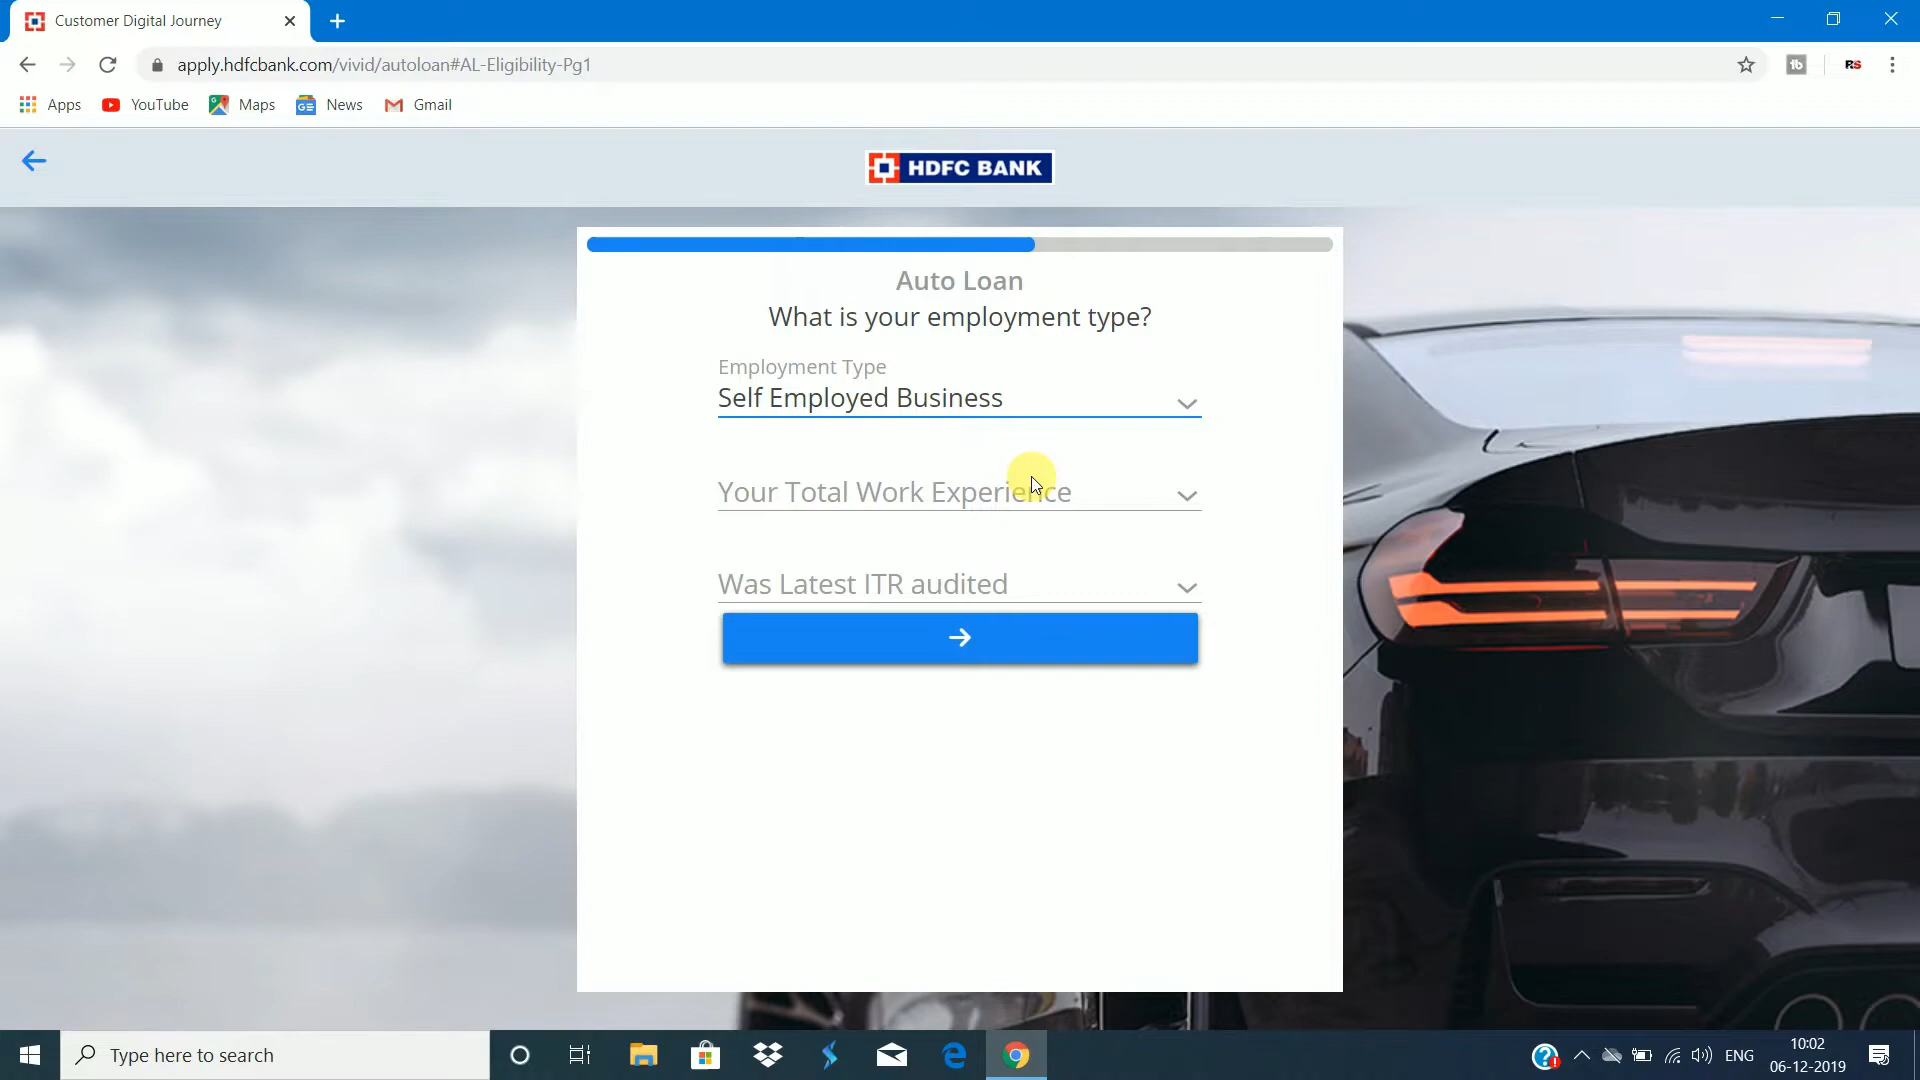 Customer Digital Journey
apply.hdfcbank.com/vivid/autoloan#AL-Eligibility-Pg1
Apps YouTube Maps News Gmail
HDFC BANK
Auto Loan
What is your employment type?
Employment Type
Self Employed Business
Your Total Work Experience
Was Latest ITR audited
Type here to search
ENG
10:02
06-12-2019